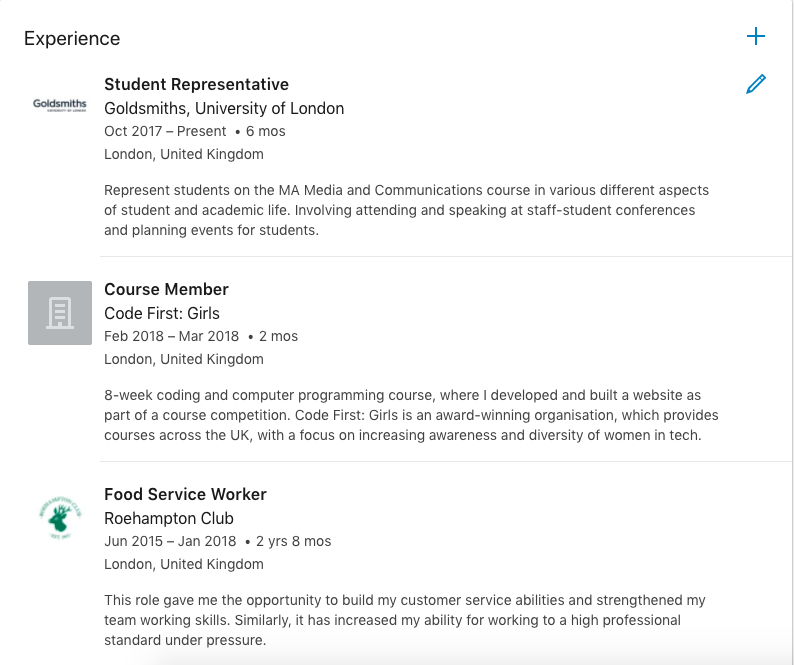 Experience
Student Representative
Goldsmiths
UNIVERSITY OF LONDON
Goldsmiths, University of London
Oct 2017 – Present • 6 mos
London, United Kingdom
Represent students on the MA Media and Communications course in various different aspects
of student and academic life. Involving attending and speaking at staff-student conferences
and planning events for students.
Course Member
Code First: Girls
Feb 2018 – Mar 2018 • 2 mos
London, United Kingdom
8-week coding and computer programming course, where I developed and built a website as
part of a course competition. Code First: Girls is an award-winning organisation, which provides
courses across the UK, with a focus on increasing awareness and diversity of women in tech.
Food Service Worker
ROEHAMPTON CLUB
Roehampton Club
Jun 2015 – Jan 2018 • 2 yrs 8 mos
London, United Kingdom
This role gave me the opportunity to build my customer service abilities and strengthened my
team working skills. Similarly, it has increased my ability for working to a high professional
standard under pressure.